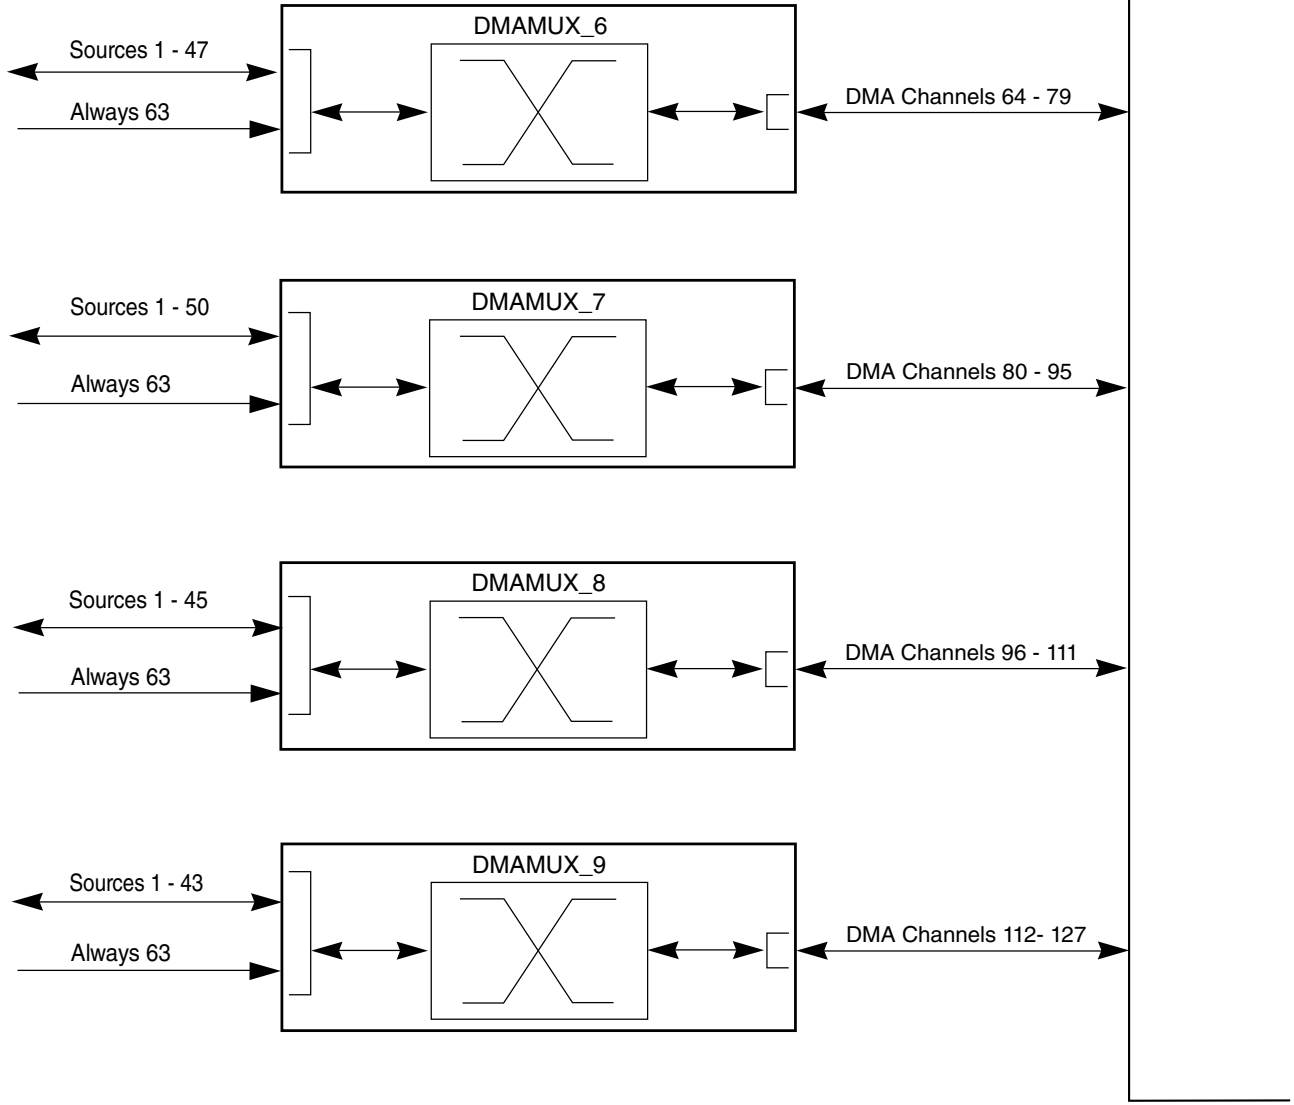 DMAMUX_6
Sources 1 - 47
Always 63
DMA Channels 64 - 79
DMAMUX_7
Sources 1 - 50
Always 63
DMA Channels 80 - 95
DMAMUX_8
Sources 1 - 45
Always 63
DMA Channels 96 - 111
DMAMUX_9
Sources 1 - 43
Always 63
DMA Channels 112- 127